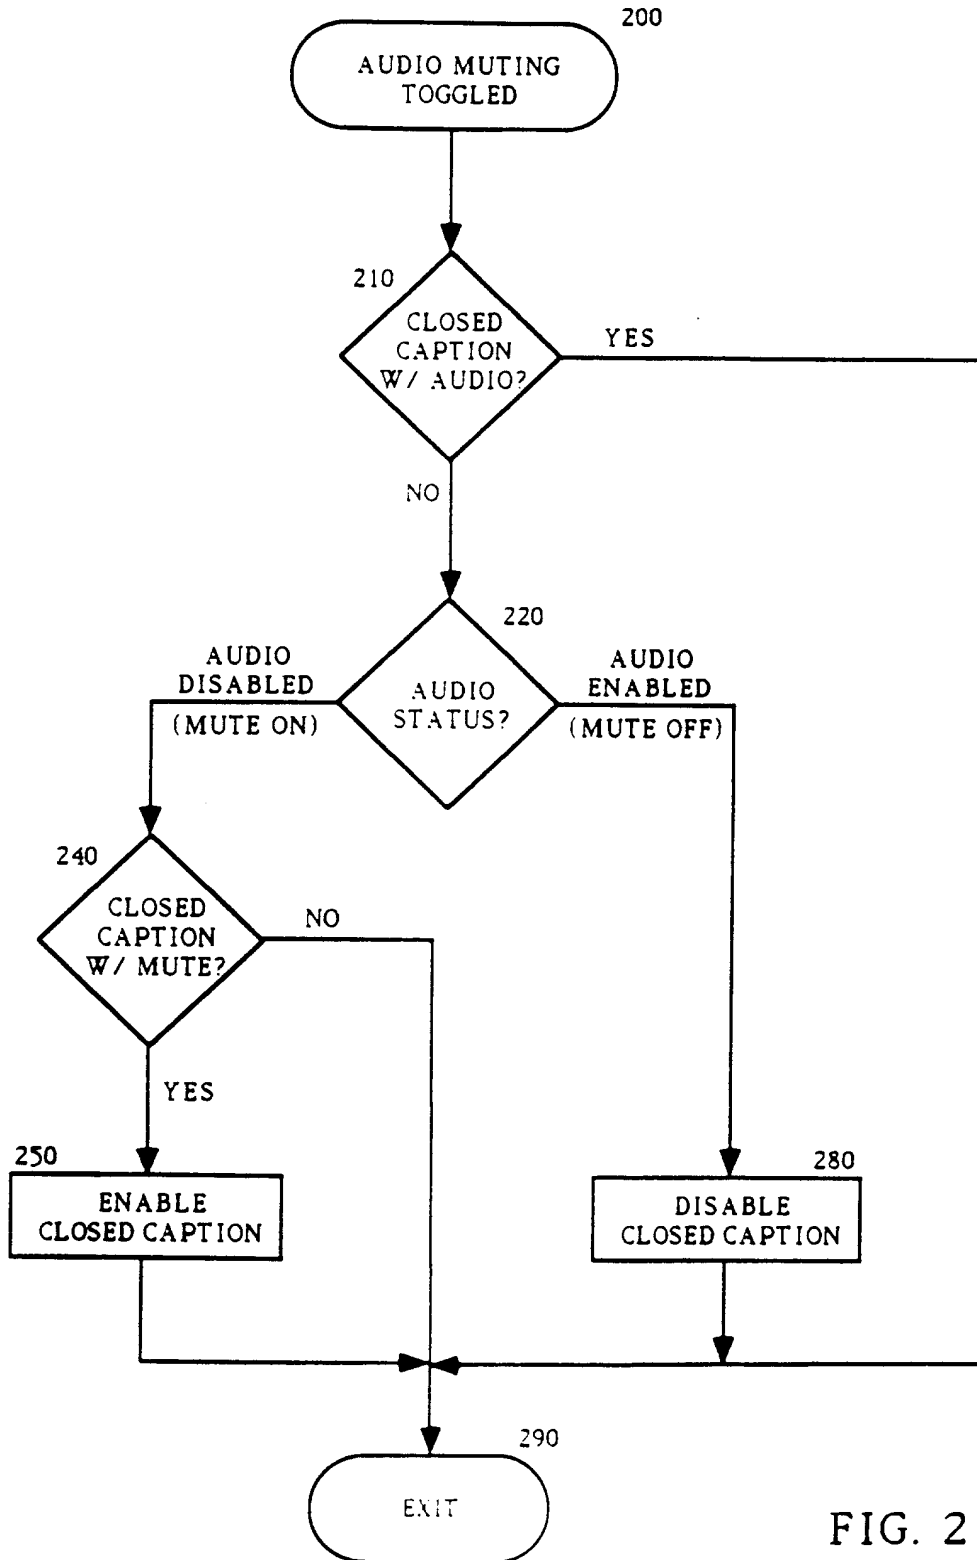 200
AUDIO MUTING
TOGGLED
210
CLOSED
CAPTION
W/ AUDIO?
YES
NO
220
AUDIO
DISABLED
(MUTE ON)
AUDIO
STATUS?
AUDIO
ENABLED
(MUTE OFF)
240
CLOSED
CAPTION
W/ MUTE?
NO
YES
250
ENABLE
CLOSED CAPTION
280
DISABLE
CLOSED CAPTION
290
EXIT
FIG. 2